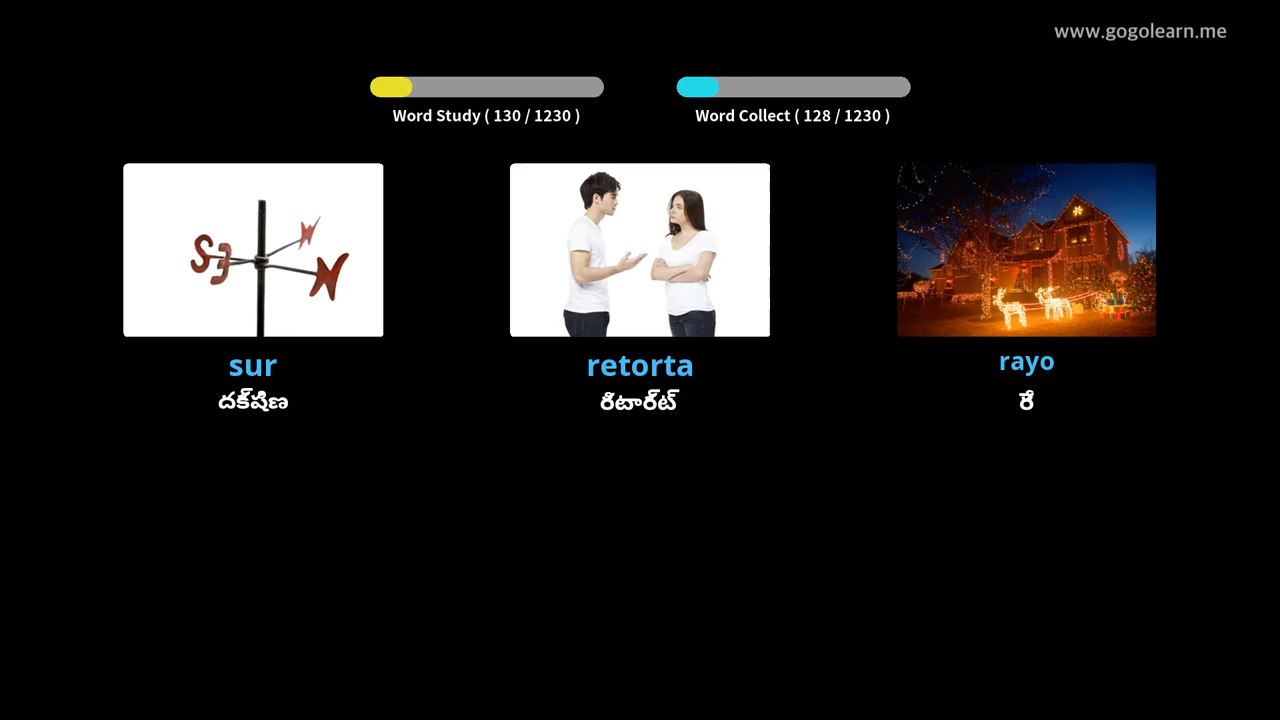 www.gogolearn.me
Word Study ( 130 / 1230 )
Word Collect ( 128 / 1230 )
S E N W
sur
retorta
rayo
దక్‌షిణ
రిటార్‌ట్
రే